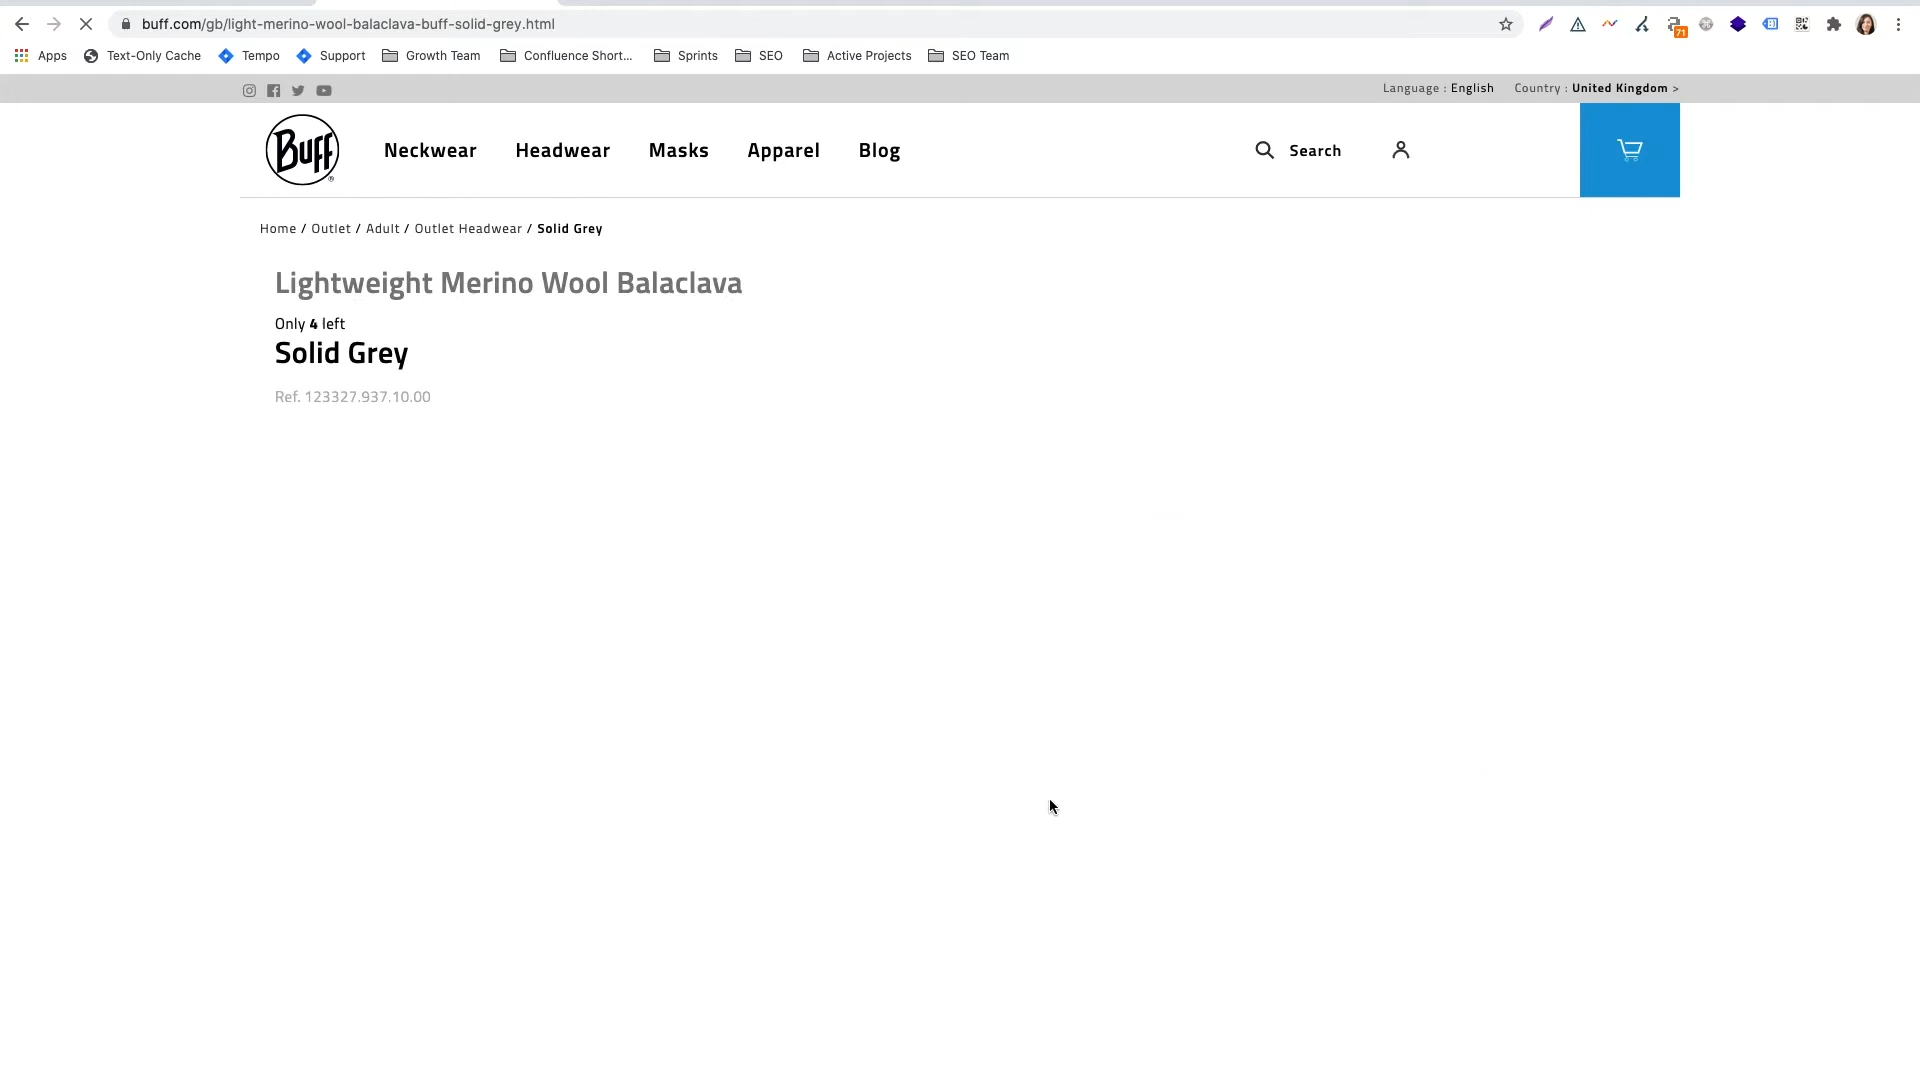 buff.com/gb/light-merino-wool-balaclava-buff-solid-grey.html
71
Apps Text-Only Cache Tempo Support Growth Team Confluence Short... Sprints SEO Active Projects SEO Team
Language : English Country : United Kingdom >
Buff ® Neckwear Headwear Masks Apparel Blog Search
Home / Outlet / Adult / Outlet Headwear / Solid Grey
Lightweight Merino Wool Balaclava
Only 4 left
Solid Grey
Ref. 123327.937.10.00